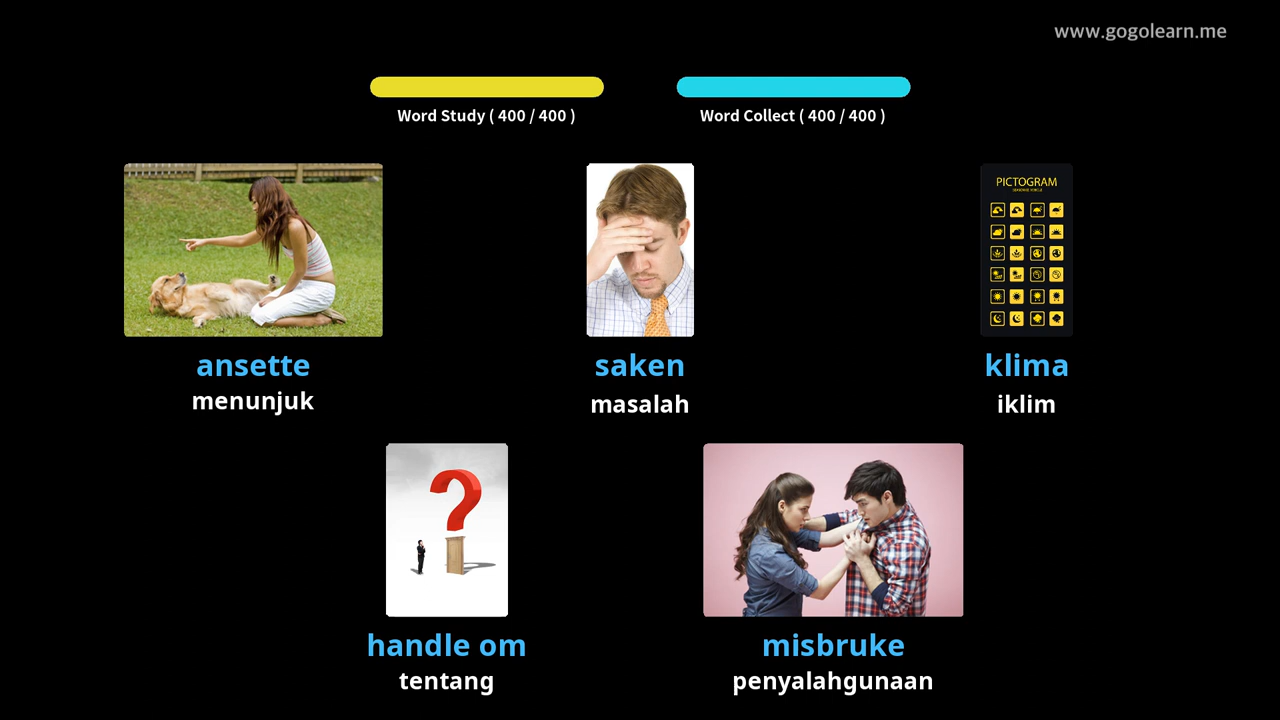 www.gogolearn.me
Word Study ( 400 / 400 )
Word Collect ( 400 / 400 )
PICTOGRAM
ansette
menunjuk
saken
masalah
klima
iklim
handle om
tentang
misbruke
penyalahgunaan